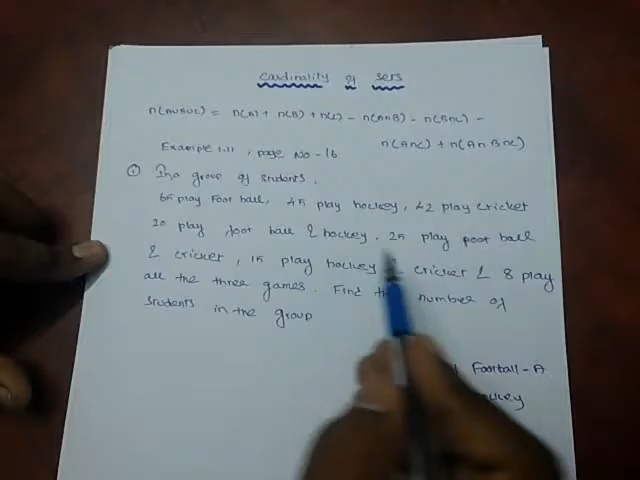 Cardinality of sets
n(AUBUC) = n(A) + n(B) + n(C) - n(A∩B) - n(B∩C) -
n(A∩C) + n(A∩B∩C)
Example 1.11, page No - 16
① In a group of students,
65 play Foot ball, 45 play hockey, 42 play cricket
20 play foot ball & hockey. 25 play foot ball
& cricket, 15 play hockey & cricket & 8 play
all the three games. Find the number of
students in the group
Football - A